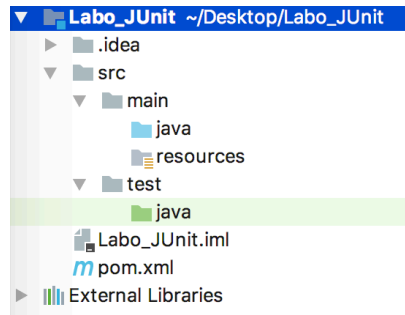 Labo_JUnit ~/Desktop/Labo_JUnit
.idea
src
main
java
resources
test
java
Labo_JUnit.iml
m pom.xml
External Libraries